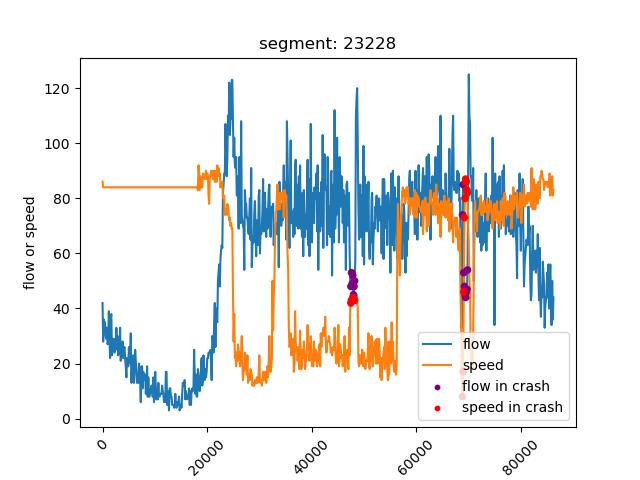 segment: 23228
flow or speed
120
100
80
60
40
20
0
flow
speed
flow in crash
speed in crash
0
20000
40000
60000
80000